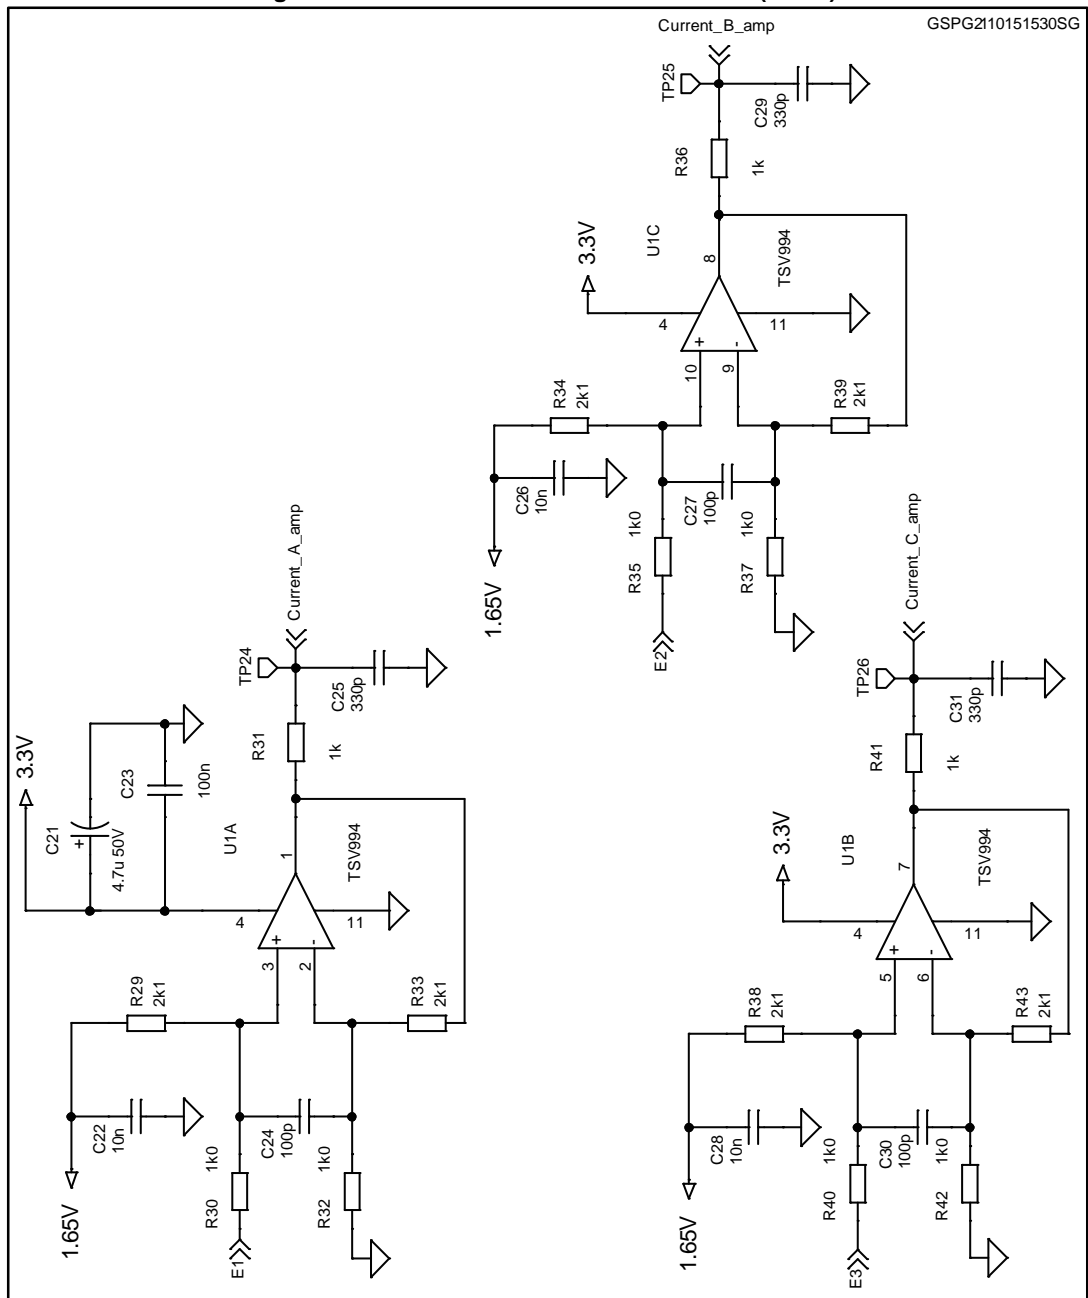 GSPG2110151530SG
Current_B_amp
TP25
C29
330p
R36
1k
3.3V
U1C
8
TSV994
4
11
+
-
10
9
R34
2k1
R39
2k1
C26
10n
C27
100p
1.65V
R35
1k0
R37
1k0
E2
Current_A_amp
TP24
C25
330p
R31
1k
3.3V
C21
+
4.7u 50V
C23
100n
U1A
1
TSV994
4
11
+
-
3
2
R29
2k1
R33
2k1
C22
10n
C24
100p
1.65V
R30
1k0
R32
1k0
E1
Current_C_amp
TP26
C31
330p
R41
1k
3.3V
U1B
7
TSV994
4
11
+
-
5
6
R38
2k1
R43
2k1
C28
10n
C30
100p
1.65V
R40
1k0
R42
1k0
E3